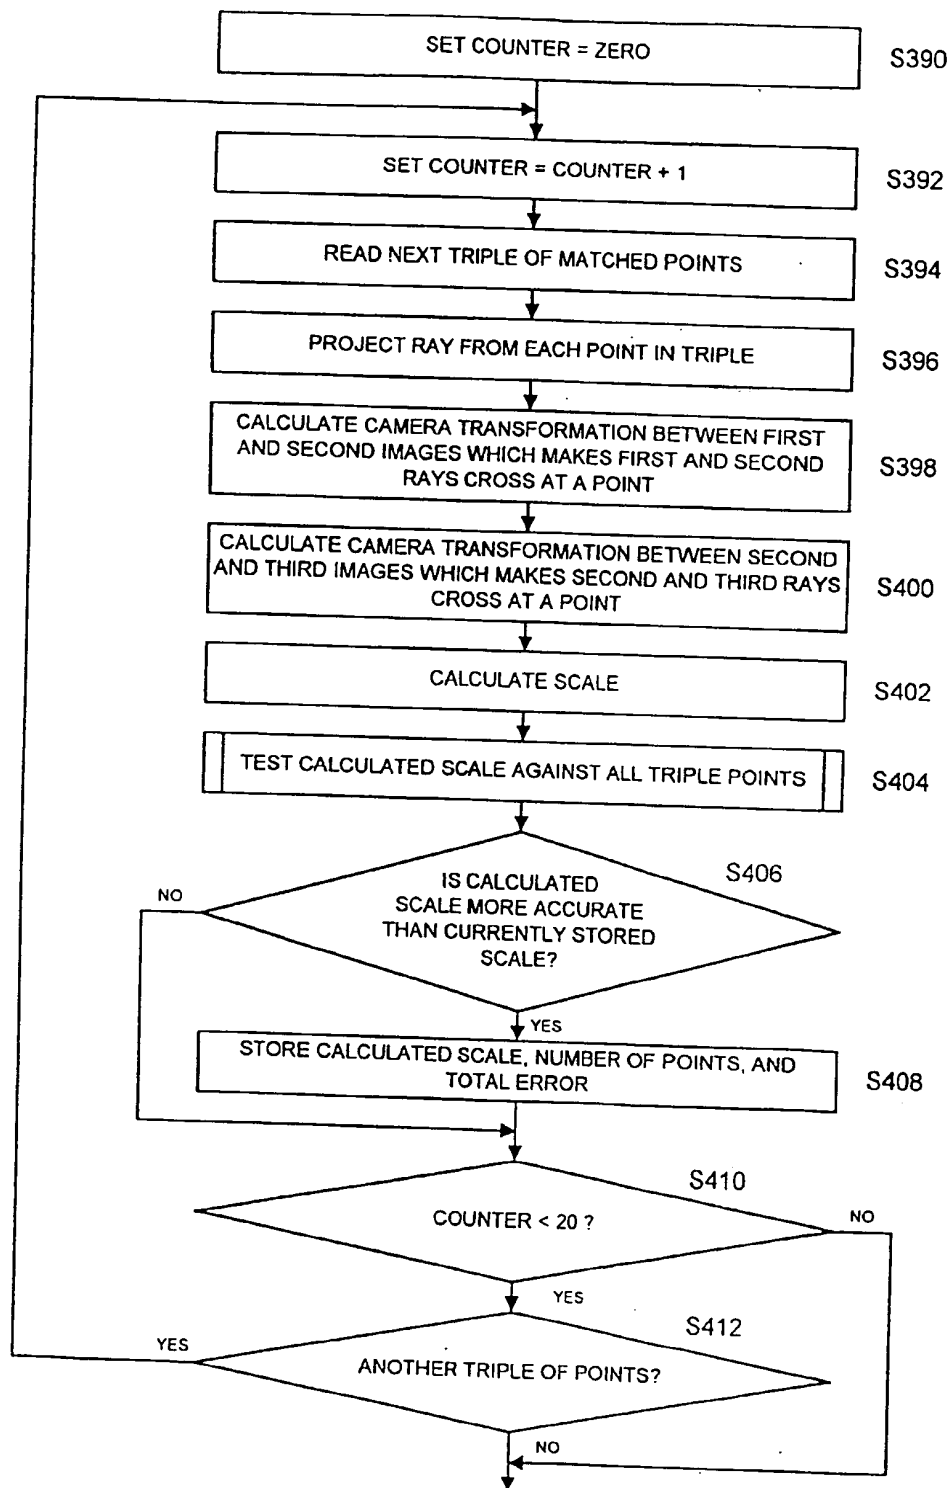 SET COUNTER = ZERO
S390
SET COUNTER = COUNTER + 1
S392
READ NEXT TRIPLE OF MATCHED POINTS
S394
PROJECT RAY FROM EACH POINT IN TRIPLE
S396
CALCULATE CAMERA TRANSFORMATION BETWEEN FIRST
AND SECOND IMAGES WHICH MAKES FIRST AND SECOND
RAYS CROSS AT A POINT
S398
CALCULATE CAMERA TRANSFORMATION BETWEEN SECOND
AND THIRD IMAGES WHICH MAKES SECOND AND THIRD RAYS
CROSS AT A POINT
S400
CALCULATE SCALE
S402
TEST CALCULATED SCALE AGAINST ALL TRIPLE POINTS
S404
S406
NO
IS CALCULATED
SCALE MORE ACCURATE
THAN CURRENTLY STORED
SCALE?
YES
STORE CALCULATED SCALE, NUMBER OF POINTS, AND
TOTAL ERROR
S408
S410
COUNTER < 20 ?
NO
YES
S412
YES
ANOTHER TRIPLE OF POINTS?
NO